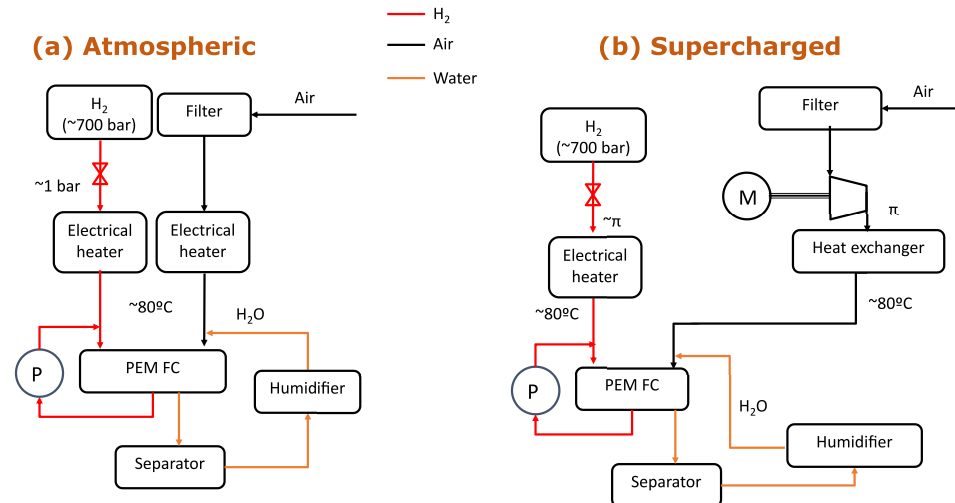 (a) Atmospheric
H₂
Air
Water
(b) Supercharged
H₂
(~700 bar)
Filter
Air
~1 bar
Electrical
heater
Electrical
heater
~80ºC
H₂O
P
PEM FC
Humidifier
Separator
Filter
Air
H₂
(~700 bar)
M
π
~π
Heat exchanger
Electrical
heater
~80ºC
~80ºC
P
PEM FC
H₂O
Humidifier
Separator